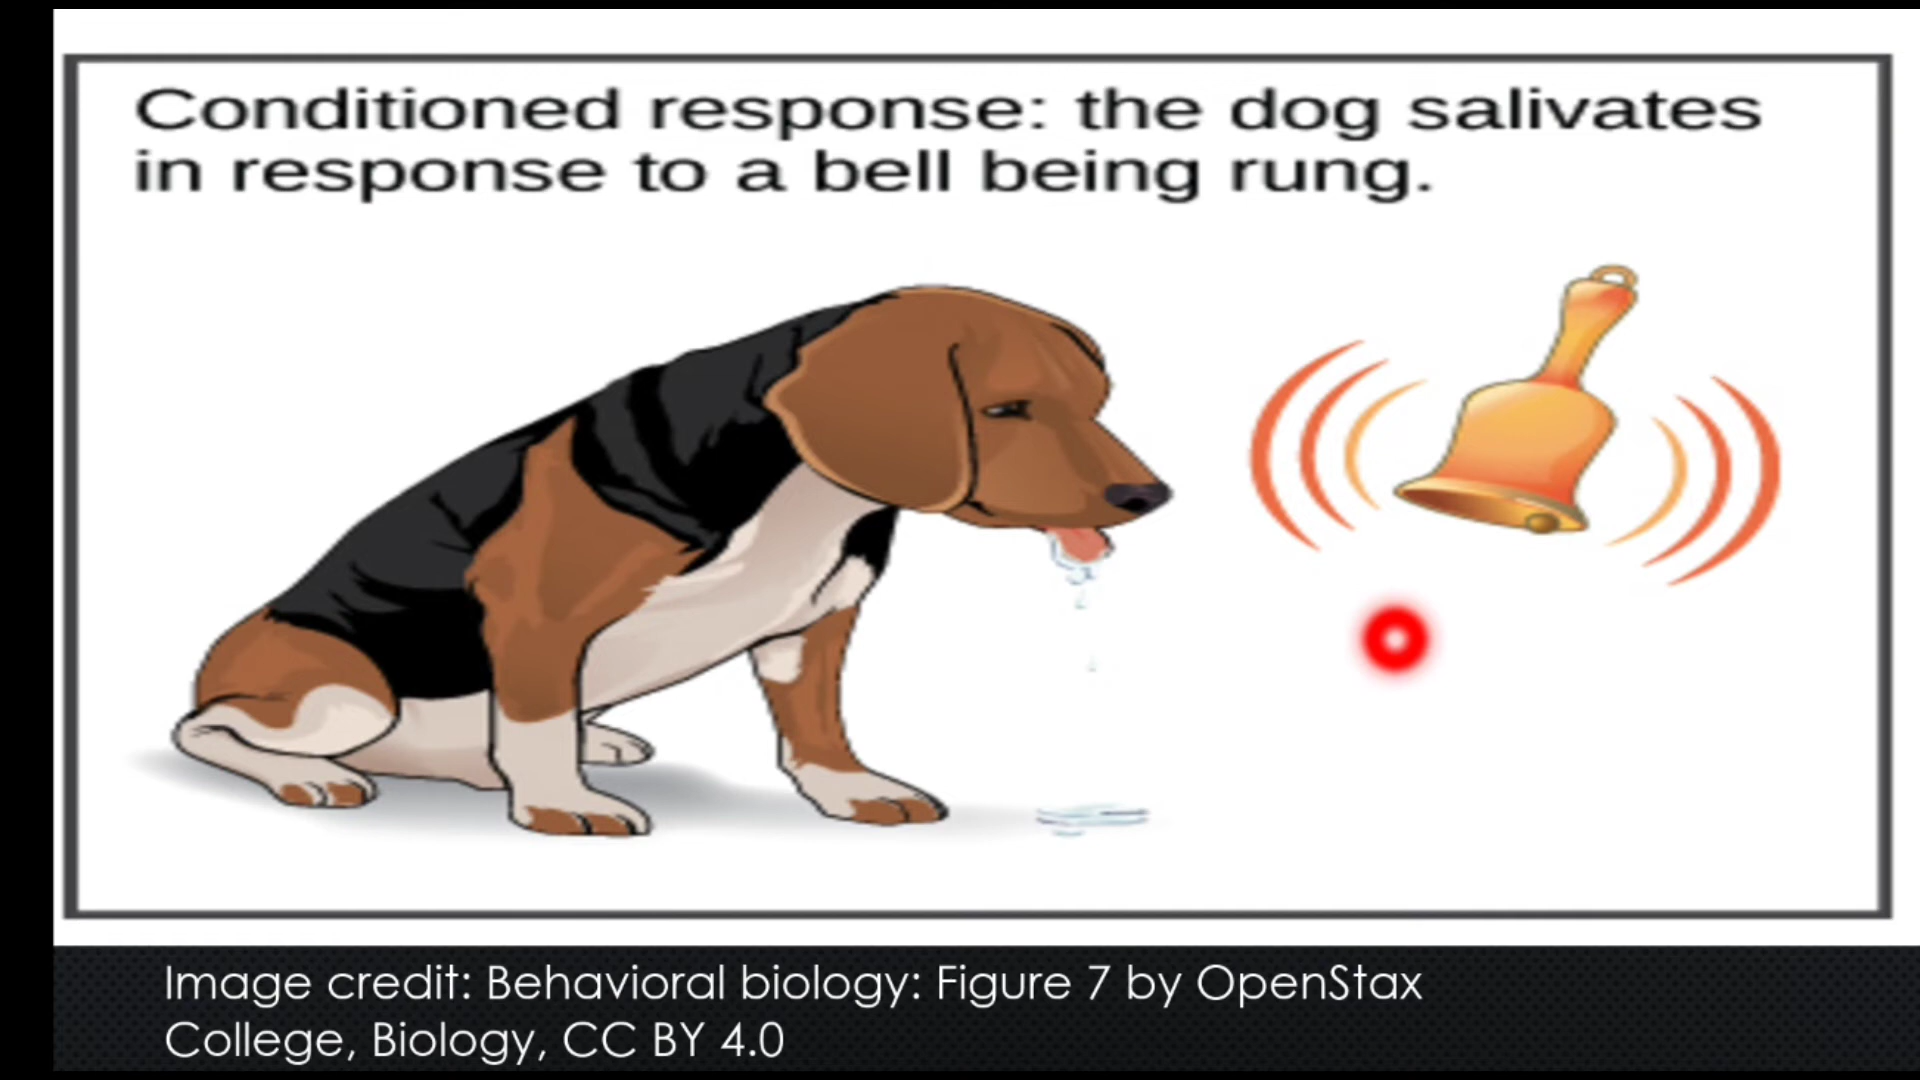 Conditioned response: the dog salivates
in response to a bell being rung.
Image credit: Behavioral biology: Figure 7 by OpenStax
College, Biology, CC BY 4.0